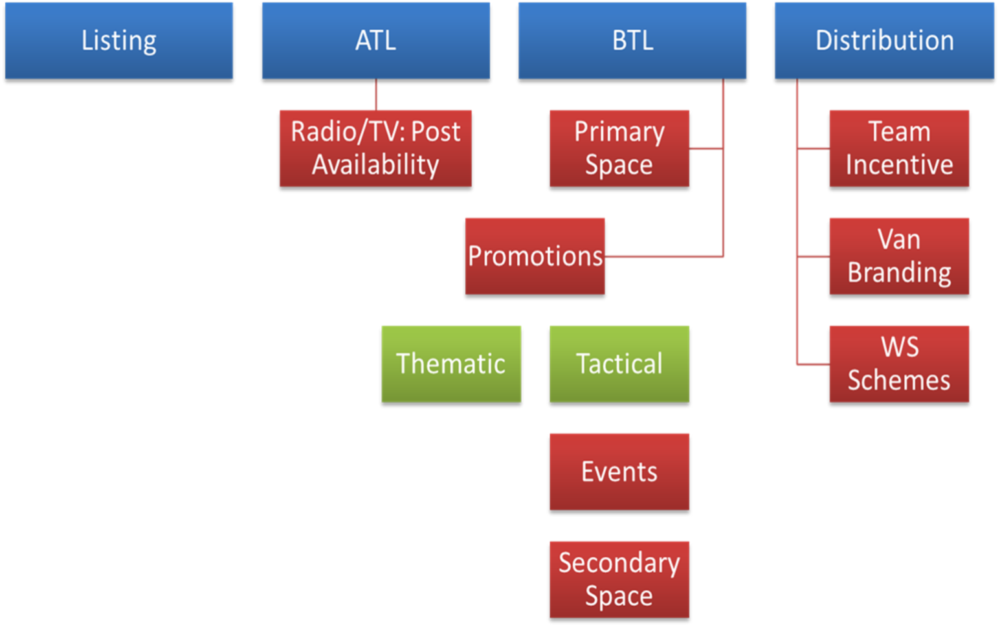 Listing
ATL
BTL
Distribution
Radio/TV: Post
Availability
Primary
Space
Team
Incentive
Promotions
Van
Branding
Thematic
Tactical
WS
Schemes
Events
Secondary
Space